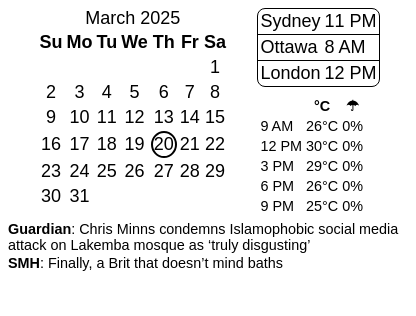 March 2025
Su Mo Tu We Th Fr Sa
1
2 3 4 5 6 7 8
9 10 11 12 13 14 15
16 17 18 19 20 21 22
23 24 25 26 27 28 29
30 31
Sydney 11 PM
Ottawa 8 AM
London 12 PM
°C ☂
9 AM 26°C 0%
12 PM 30°C 0%
3 PM 29°C 0%
6 PM 26°C 0%
9 PM 25°C 0%
Guardian: Chris Minns condemns Islamophobic social media
attack on Lakemba mosque as ‘truly disgusting’
SMH: Finally, a Brit that doesn’t mind baths